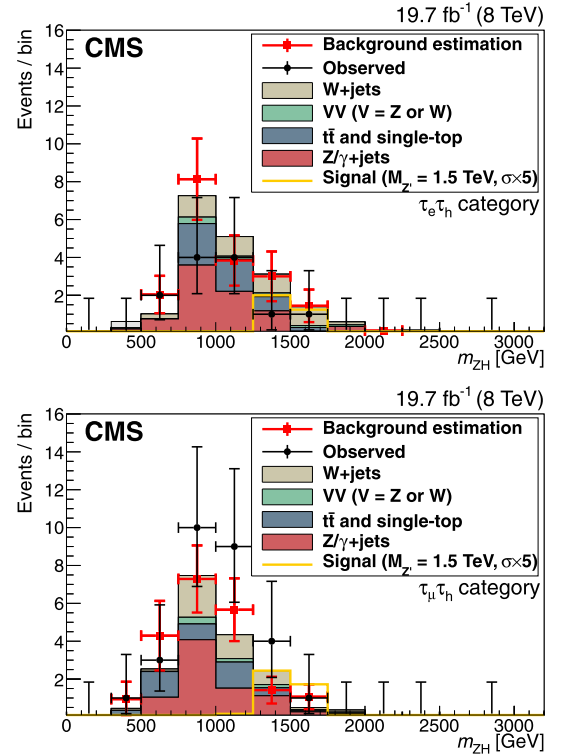 19.7 fb⁻¹ (8 TeV)
Events / bin
16
14
12
10
8
6
4
2
CMS
Background estimation
Observed
W+jets
VV (V = Z or W)
tt̄ and single-top
Z/γ+jets
Signal (M_Z' = 1.5 TeV, σ×5)
τ_eτ_h category
0 500 1000 1500 2000 2500 3000
m_ZH [GeV]
19.7 fb⁻¹ (8 TeV)
Events / bin
16
14
12
10
8
6
4
2
CMS
Background estimation
Observed
W+jets
VV (V = Z or W)
tt̄ and single-top
Z/γ+jets
Signal (M_Z' = 1.5 TeV, σ×5)
τ_μτ_h category
0 500 1000 1500 2000 2500 3000
m_ZH [GeV]